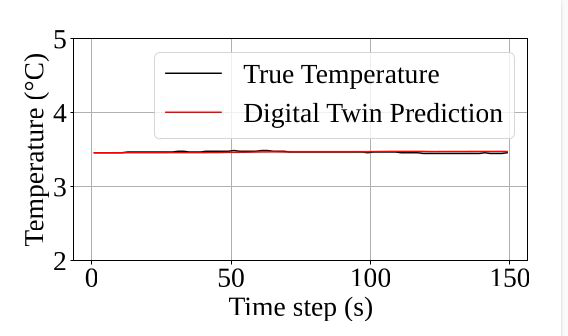 5
4
3
2
Temperature (°C)
True Temperature
Digital Twin Prediction
0 50 100 150
Time step (s)